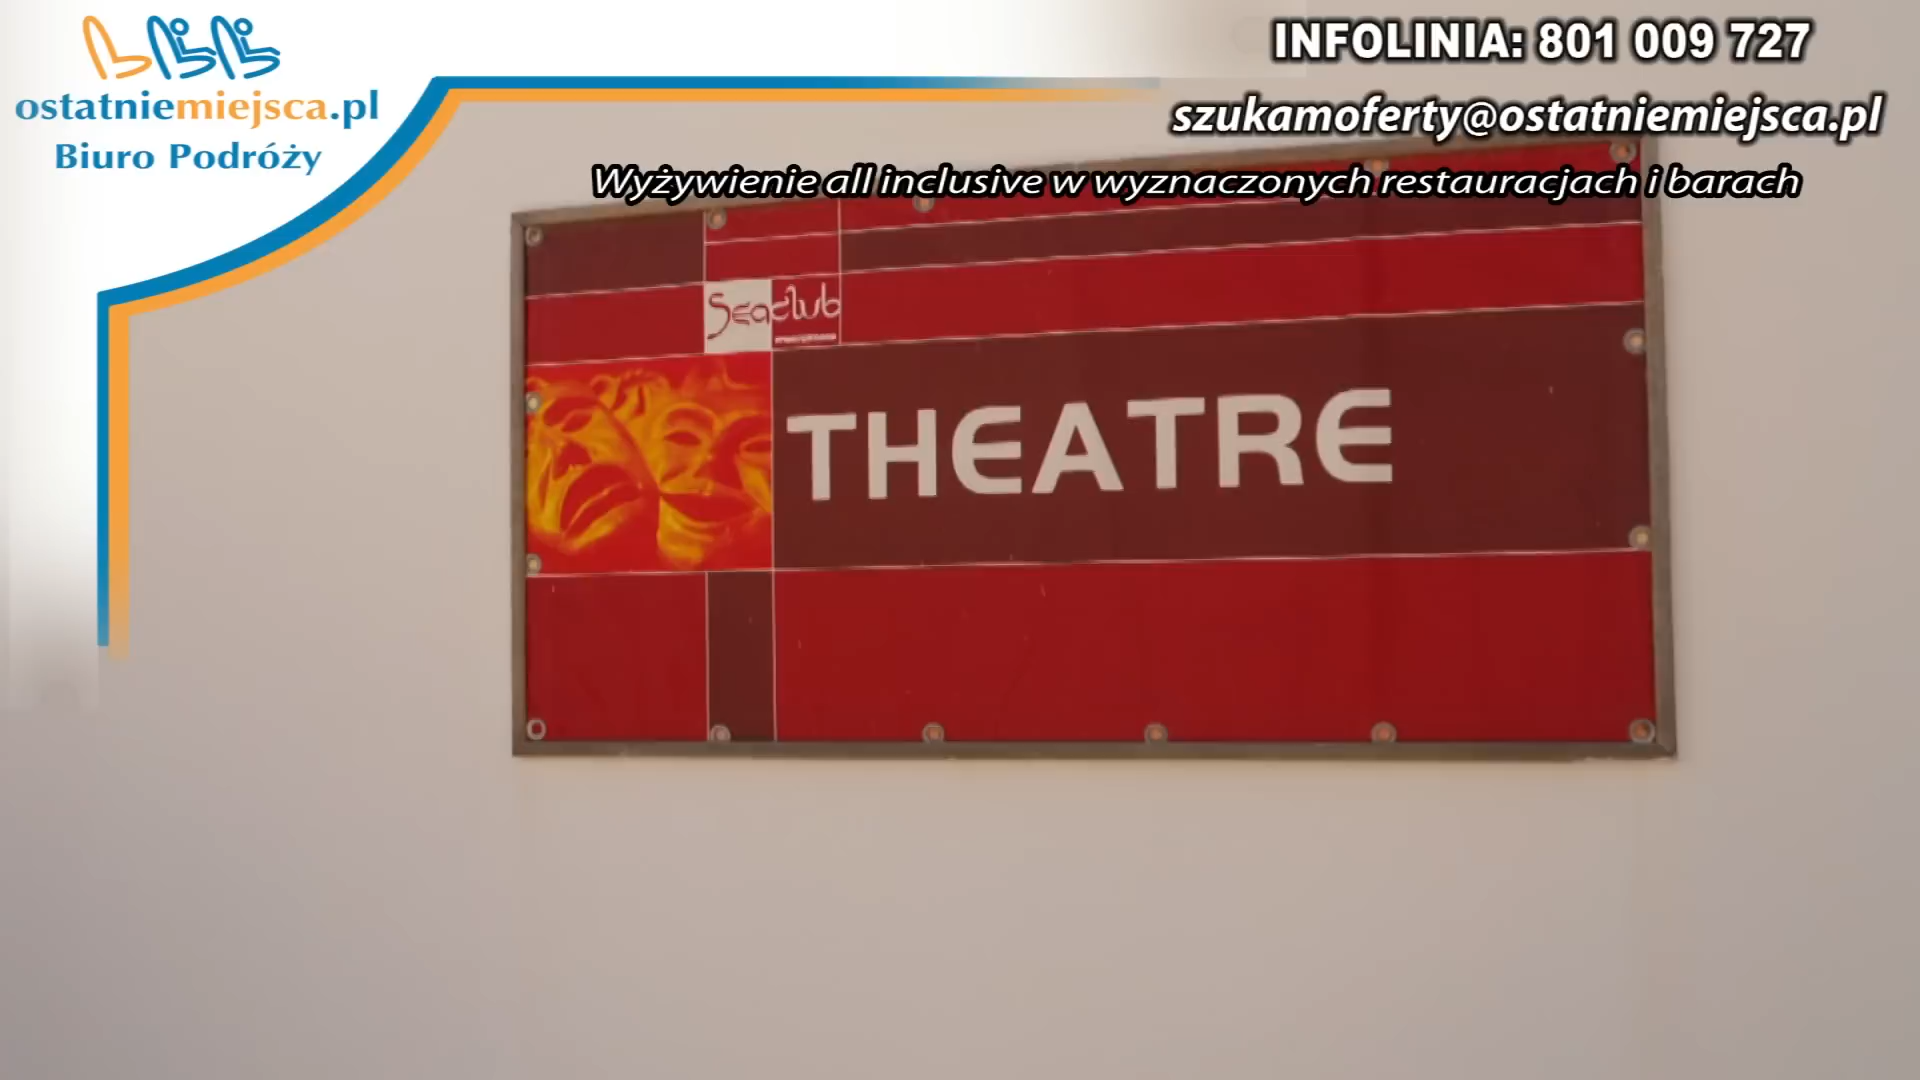 ostatniemiejsca.pl
Biuro Podróży
INFOLINIA: 801 009 727
szukamoferty@ostatniemiejsca.pl
Wyżywienie all inclusive w wyznaczonych restauracjach i barach
Seaclub
THEATRE